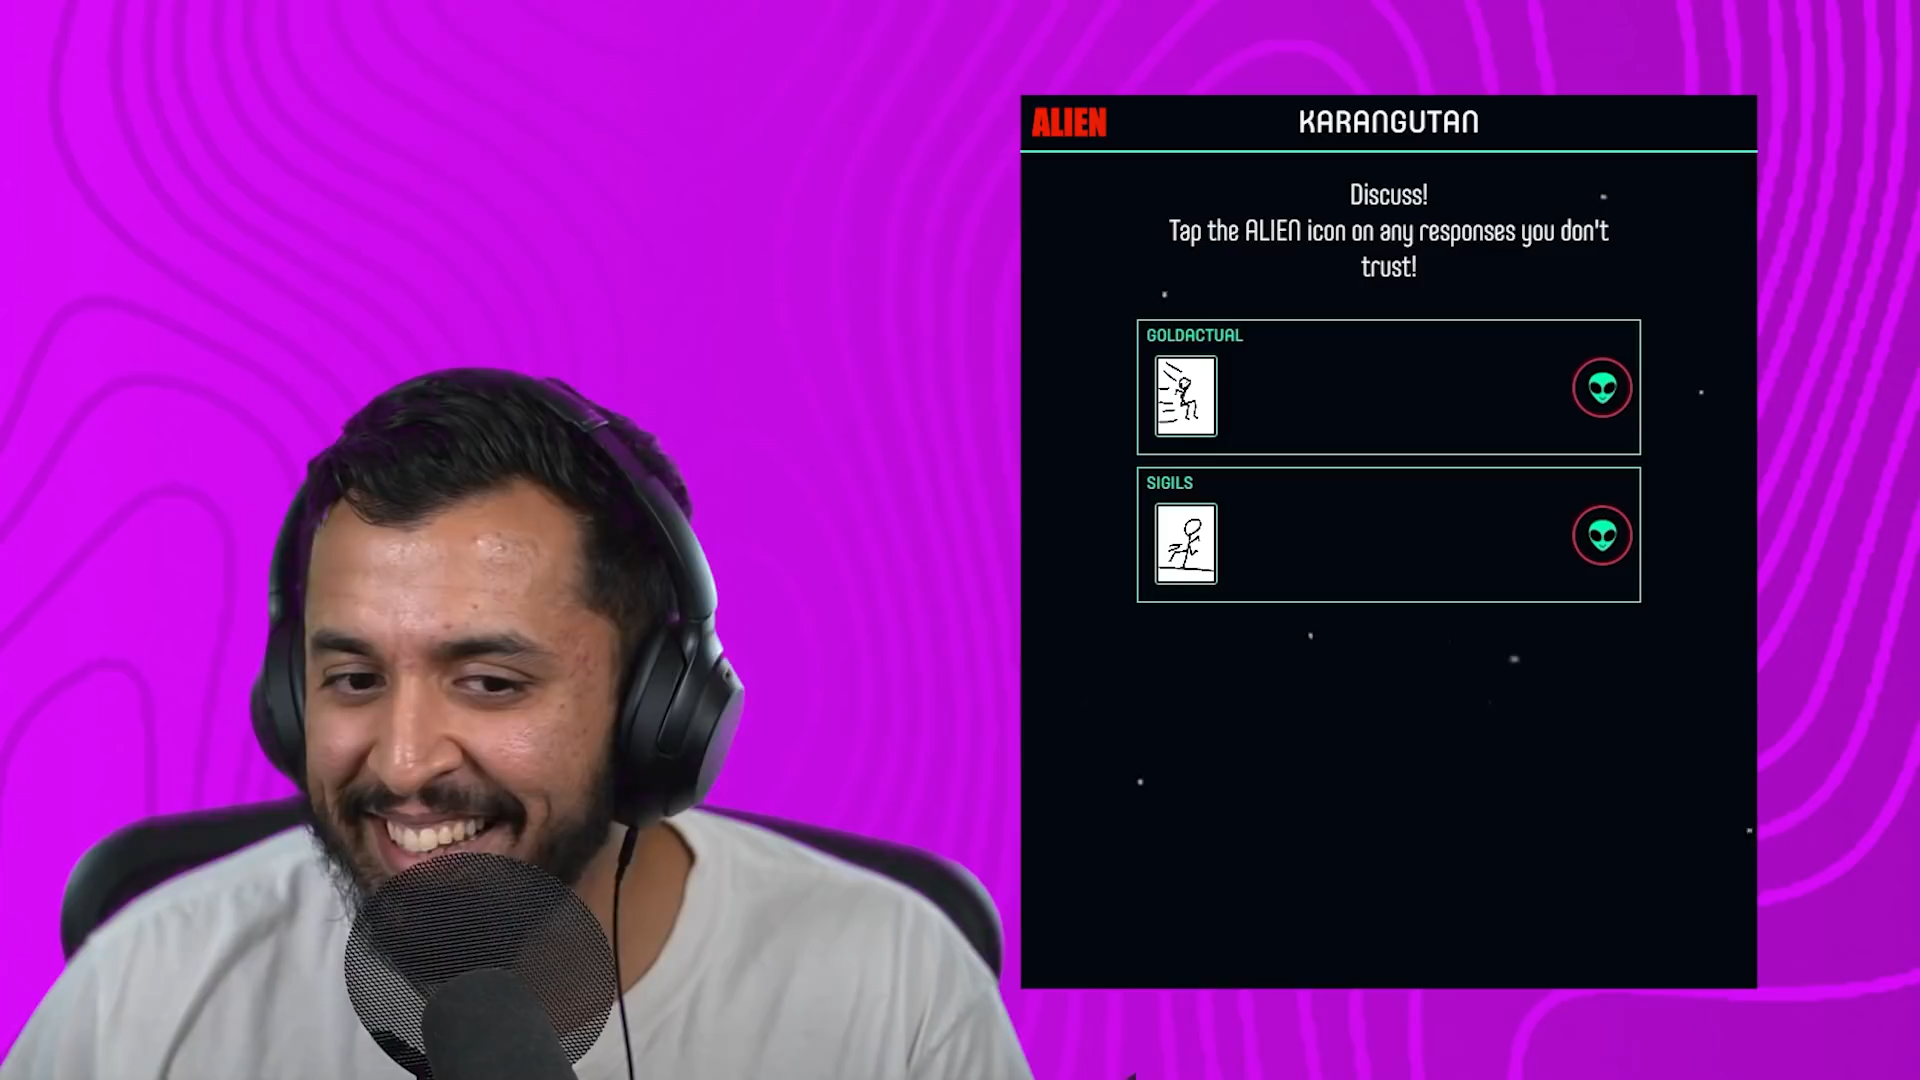 ALIEN
KARANGUTAN
Discuss!
Tap the ALIEN icon on any responses you don't
trust!
GOLDACTUAL
SIGILS